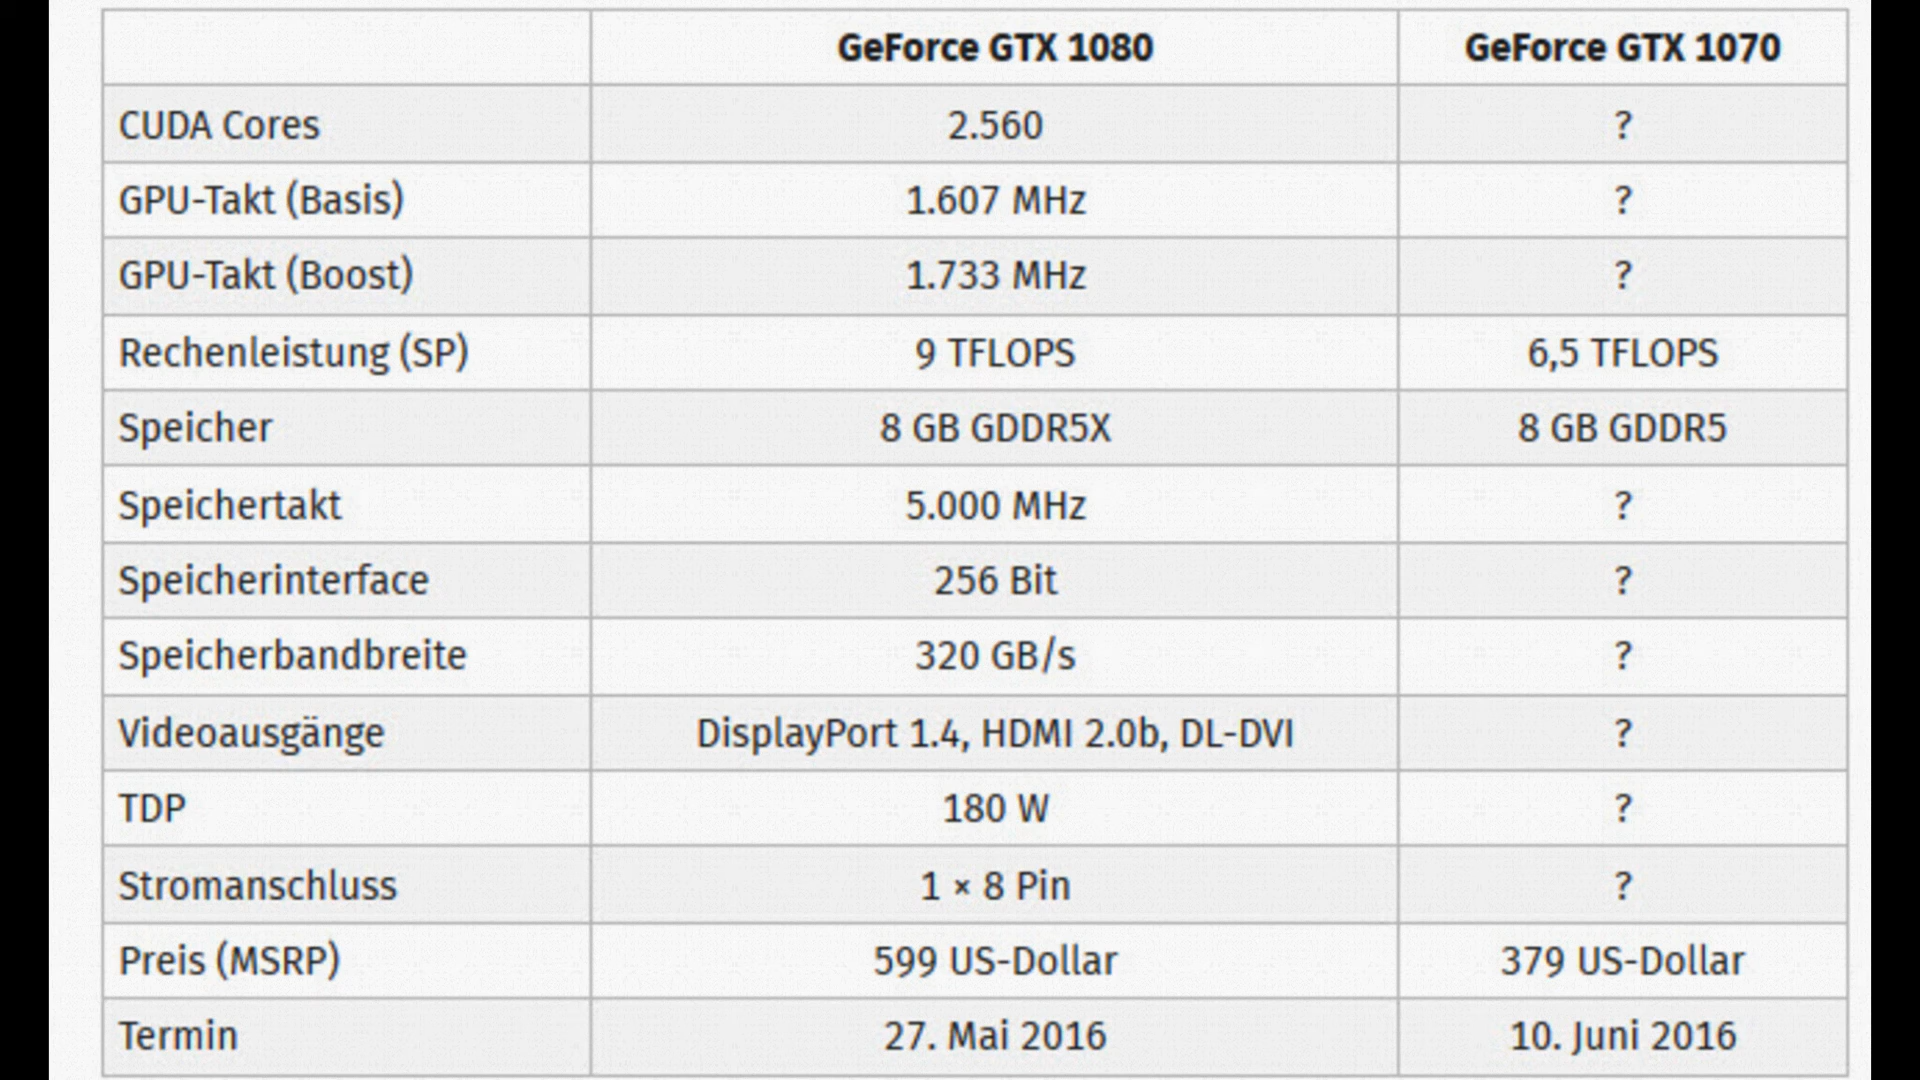 GeForce GTX 1080 GeForce GTX 1070
CUDA Cores 2.560 ?
GPU-Takt (Basis) 1.607 MHz ?
GPU-Takt (Boost) 1.733 MHz ?
Rechenleistung (SP) 9 TFLOPS 6,5 TFLOPS
Speicher 8 GB GDDR5X 8 GB GDDR5
Speichertakt 5.000 MHz ?
Speicherinterface 256 Bit ?
Speicherbandbreite 320 GB/s ?
Videoausgänge DisplayPort 1.4, HDMI 2.0b, DL-DVI ?
TDP 180 W ?
Stromanschluss 1 × 8 Pin ?
Preis (MSRP) 599 US-Dollar 379 US-Dollar
Termin 27. Mai 2016 10. Juni 2016